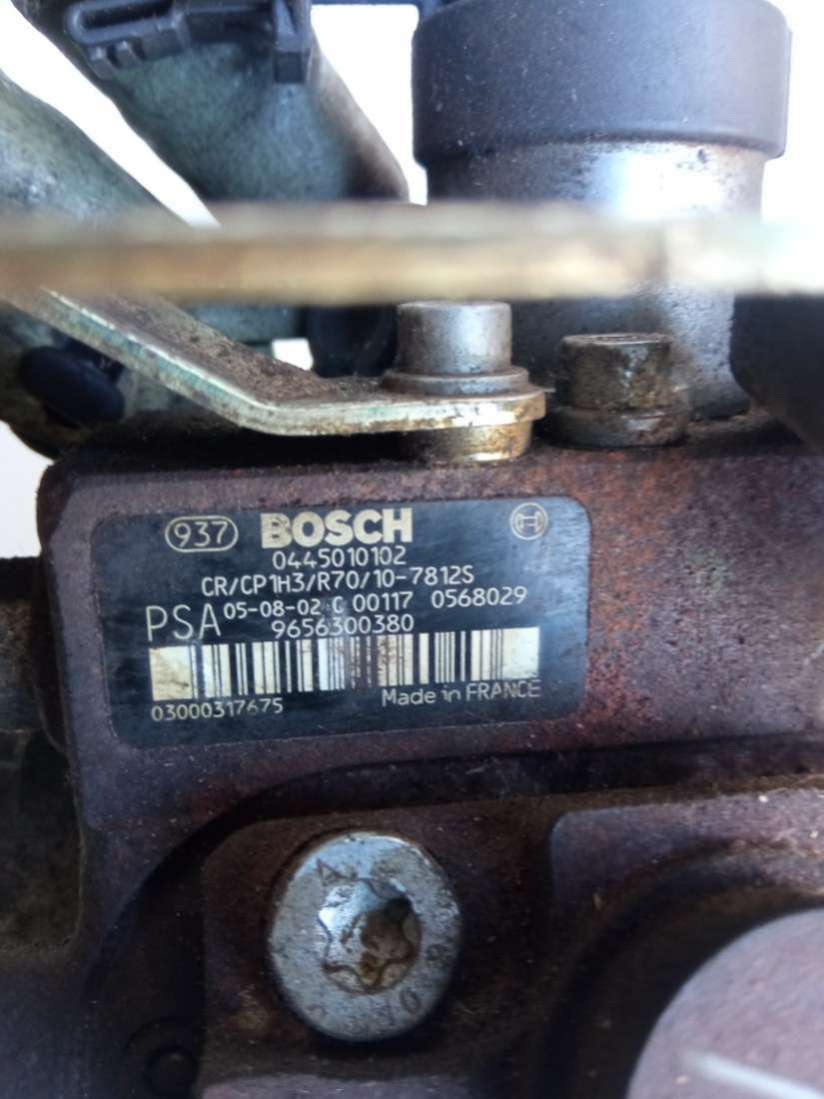 937 BOSCH
0445010102
CR/CP1H3/R70/10-7812S
PSA 05-08-02 C 00117 0568029
9656300380
03000317675 Made in FRANCE